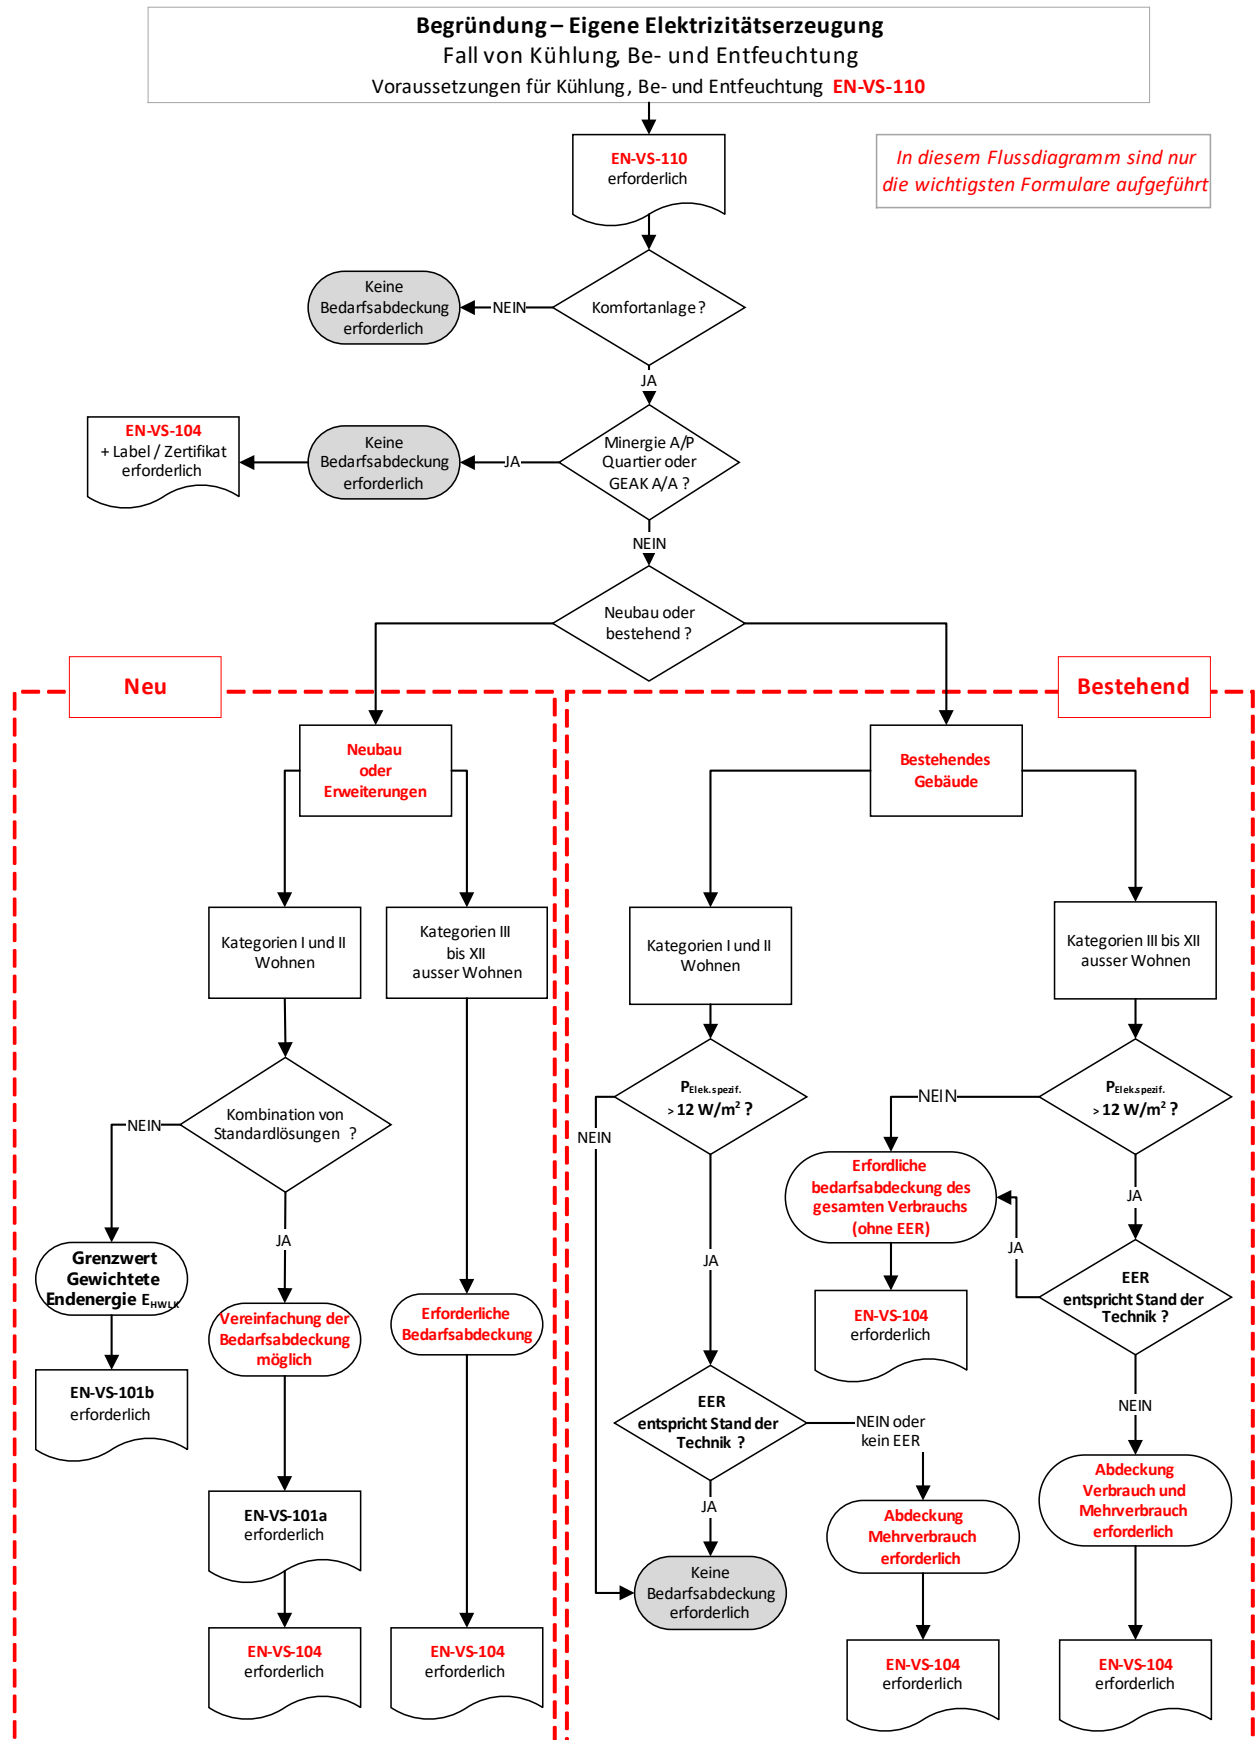 Begründung – Eigene Elektrizitätserzeugung
Fall von Kühlung, Be- und Entfeuchtung
Voraussetzungen für Kühlung, Be- und Entfeuchtung EN-VS-110
EN-VS-110
erforderlich
In diesem Flussdiagramm sind nur
die wichtigsten Formulare aufgeführt
Komfortanlage ?
NEIN
Keine
Bedarfsabdeckung
erforderlich
JA
Minergie A/P
Quartier oder
GEAK A/A ?
JA
Keine
Bedarfsabdeckung
erforderlich
EN-VS-104
+ Label / Zertifikat
erforderlich
NEIN
Neubau oder
bestehend ?
Neu
Bestehend
Neubau
oder
Erweiterungen
Bestehendes
Gebäude
Kategorien I und II
Wohnen
Kategorien III
bis XII
ausser Wohnen
Kategorien I und II
Wohnen
Kategorien III bis XII
ausser Wohnen
Kombination von
Standardlösungen ?
NEIN
JA
Grenzwert
Gewichtete
Endenergie E_HWLK
EN-VS-101b
erforderlich
Vereinfachung der
Bedarfsabdeckung
möglich
EN-VS-101a
erforderlich
EN-VS-104
erforderlich
Erforderliche
Bedarfsabdeckung
EN-VS-104
erforderlich
P_Elek.spezif.
> 12 W/m² ?
NEIN
JA
EER
entspricht Stand der
Technik ?
NEIN oder
kein EER
JA
Keine
Bedarfsabdeckung
erforderlich
Abdeckung
Mehrverbrauch
erforderlich
EN-VS-104
erforderlich
P_Elek.spezif.
> 12 W/m² ?
NEIN
JA
Erfordliche
bedarfsabdeckung des
gesamten Verbrauchs
(ohne EER)
EN-VS-104
erforderlich
JA
EER
entspricht Stand der
Technik ?
NEIN
Abdeckung
Verbrauch und
Mehrverbrauch
erforderlich
EN-VS-104
erforderlich